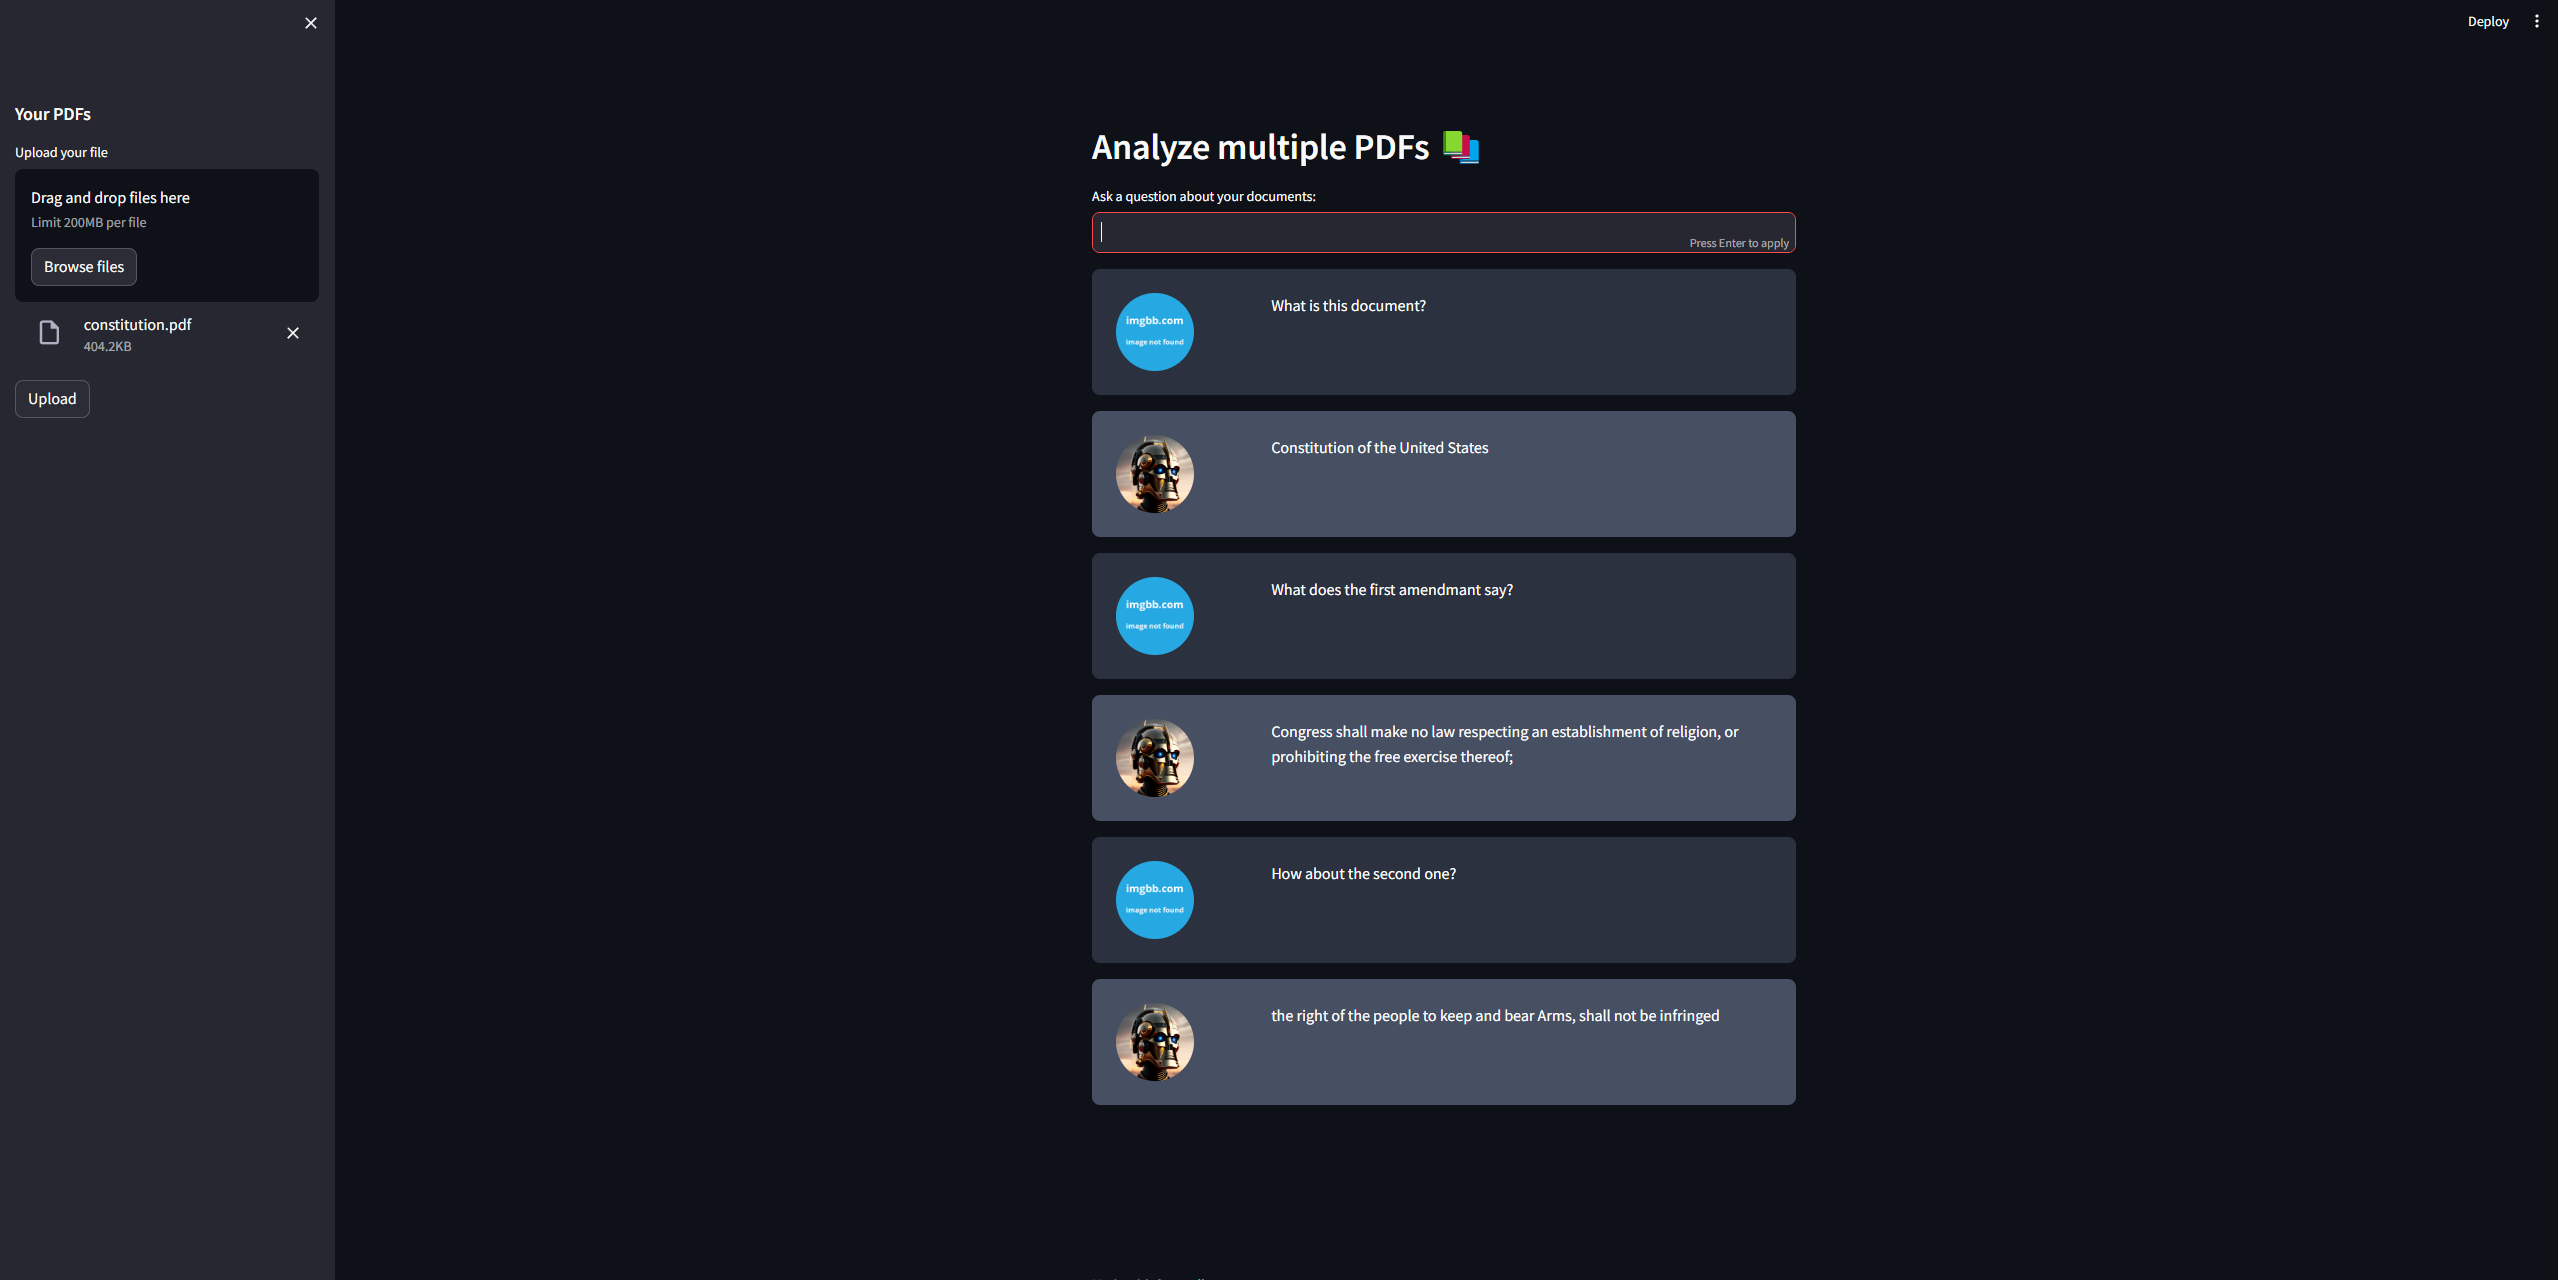 Deploy
Your PDFs
Upload your file
Drag and drop files here
Limit 200MB per file
Browse files
constitution.pdf
404.2KB
Upload
Analyze multiple PDFs
Ask a question about your documents:
Press Enter to apply
imgbb.com
image not found
What is this document?
Constitution of the United States
imgbb.com
image not found
What does the first amendmant say?
Congress shall make no law respecting an establishment of religion, or
prohibiting the free exercise thereof;
imgbb.com
image not found
How about the second one?
the right of the people to keep and bear Arms, shall not be infringed